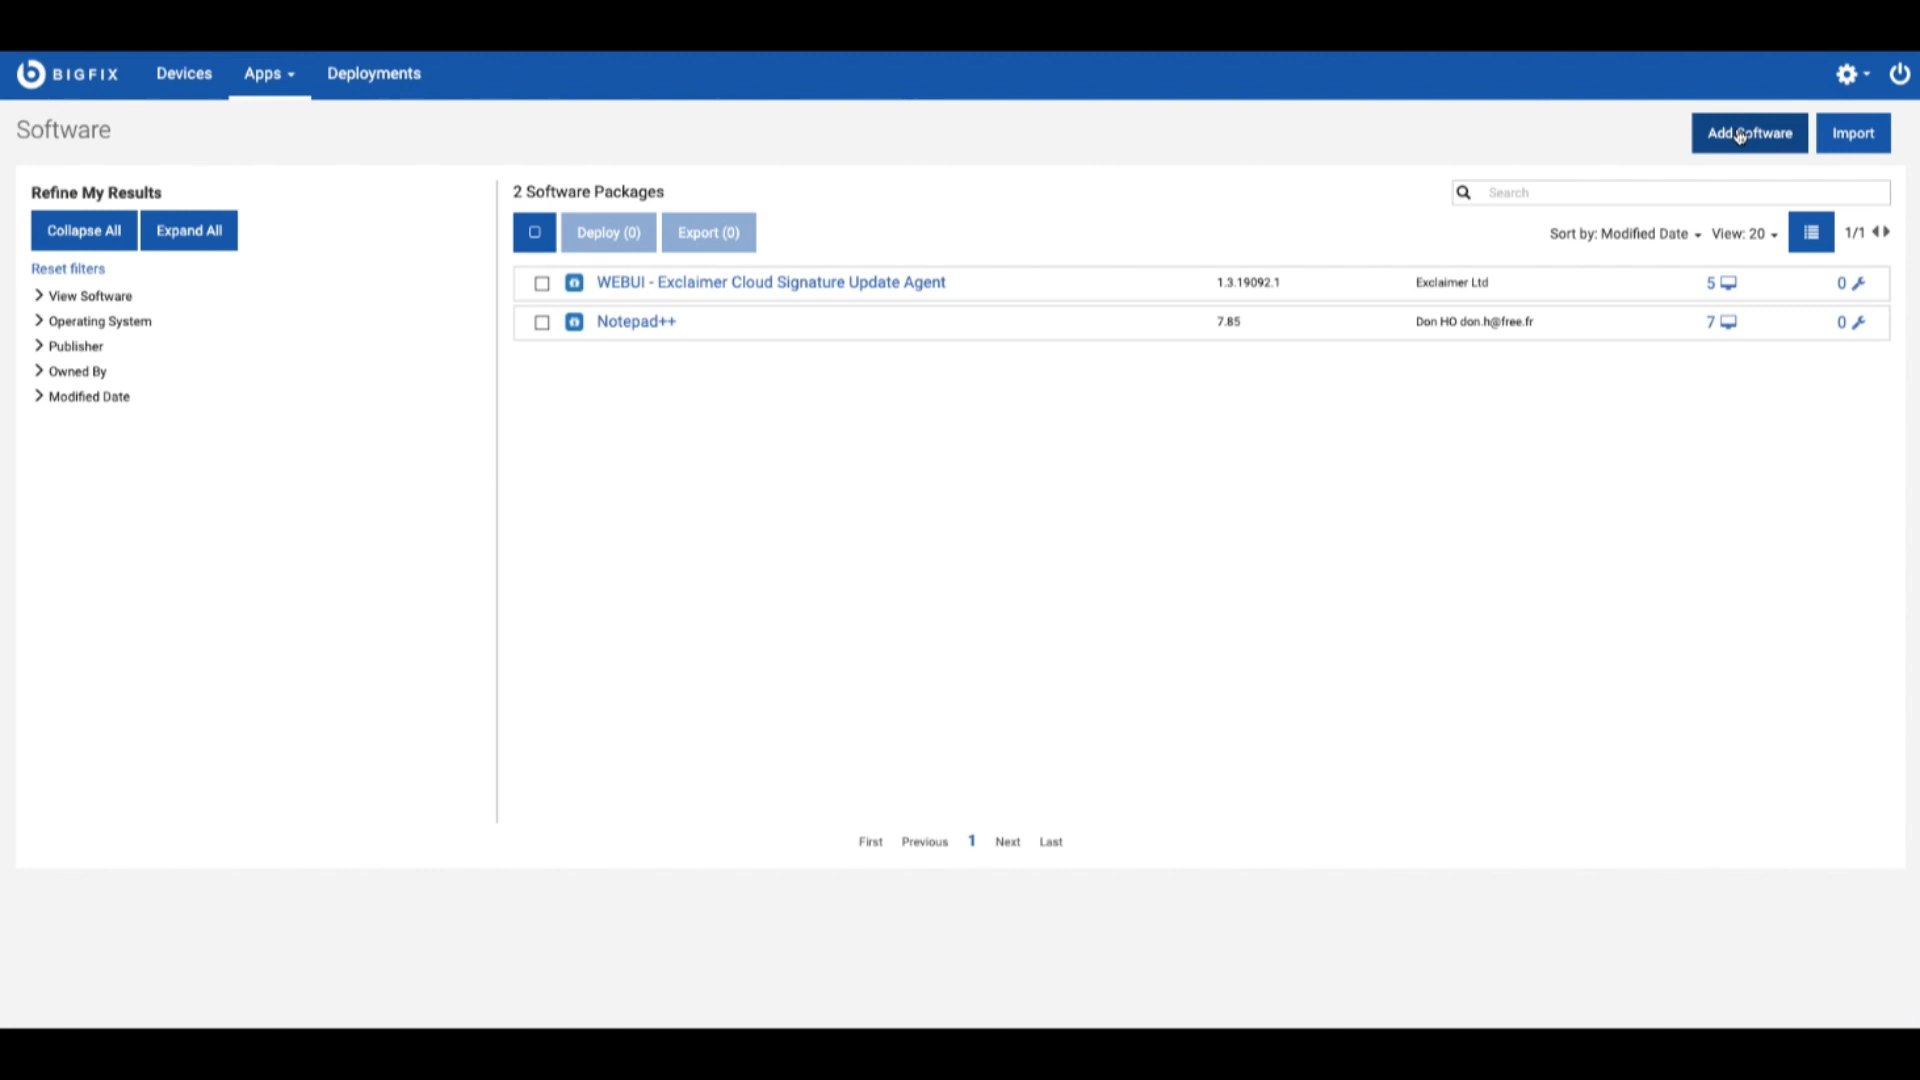 BIGFIX Devices Apps Deployments
Software
Add Software Import
Refine My Results
Collapse All Expand All
Reset filters
View Software
Operating System
Publisher
Owned By
Modified Date
2 Software Packages
Search
Deploy (0) Export (0)
Sort by: Modified Date View: 20 1/1
WEBUI - Exclaimer Cloud Signature Update Agent 1.3.19092.1 Exclaimer Ltd 5 0
Notepad++ 7.85 Don HO don.h@free.fr 7 0
First Previous 1 Next Last